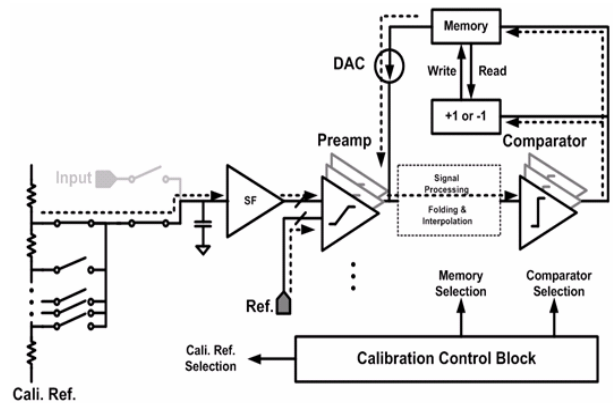 Memory
DAC
Write
Read
+1 or -1
Preamp
Comparator
Input
SF
Signal
Processing
Folding &
Interpolation
Ref.
Memory
Selection
Comparator
Selection
Cali. Ref.
Selection
Calibration Control Block
Cali. Ref.